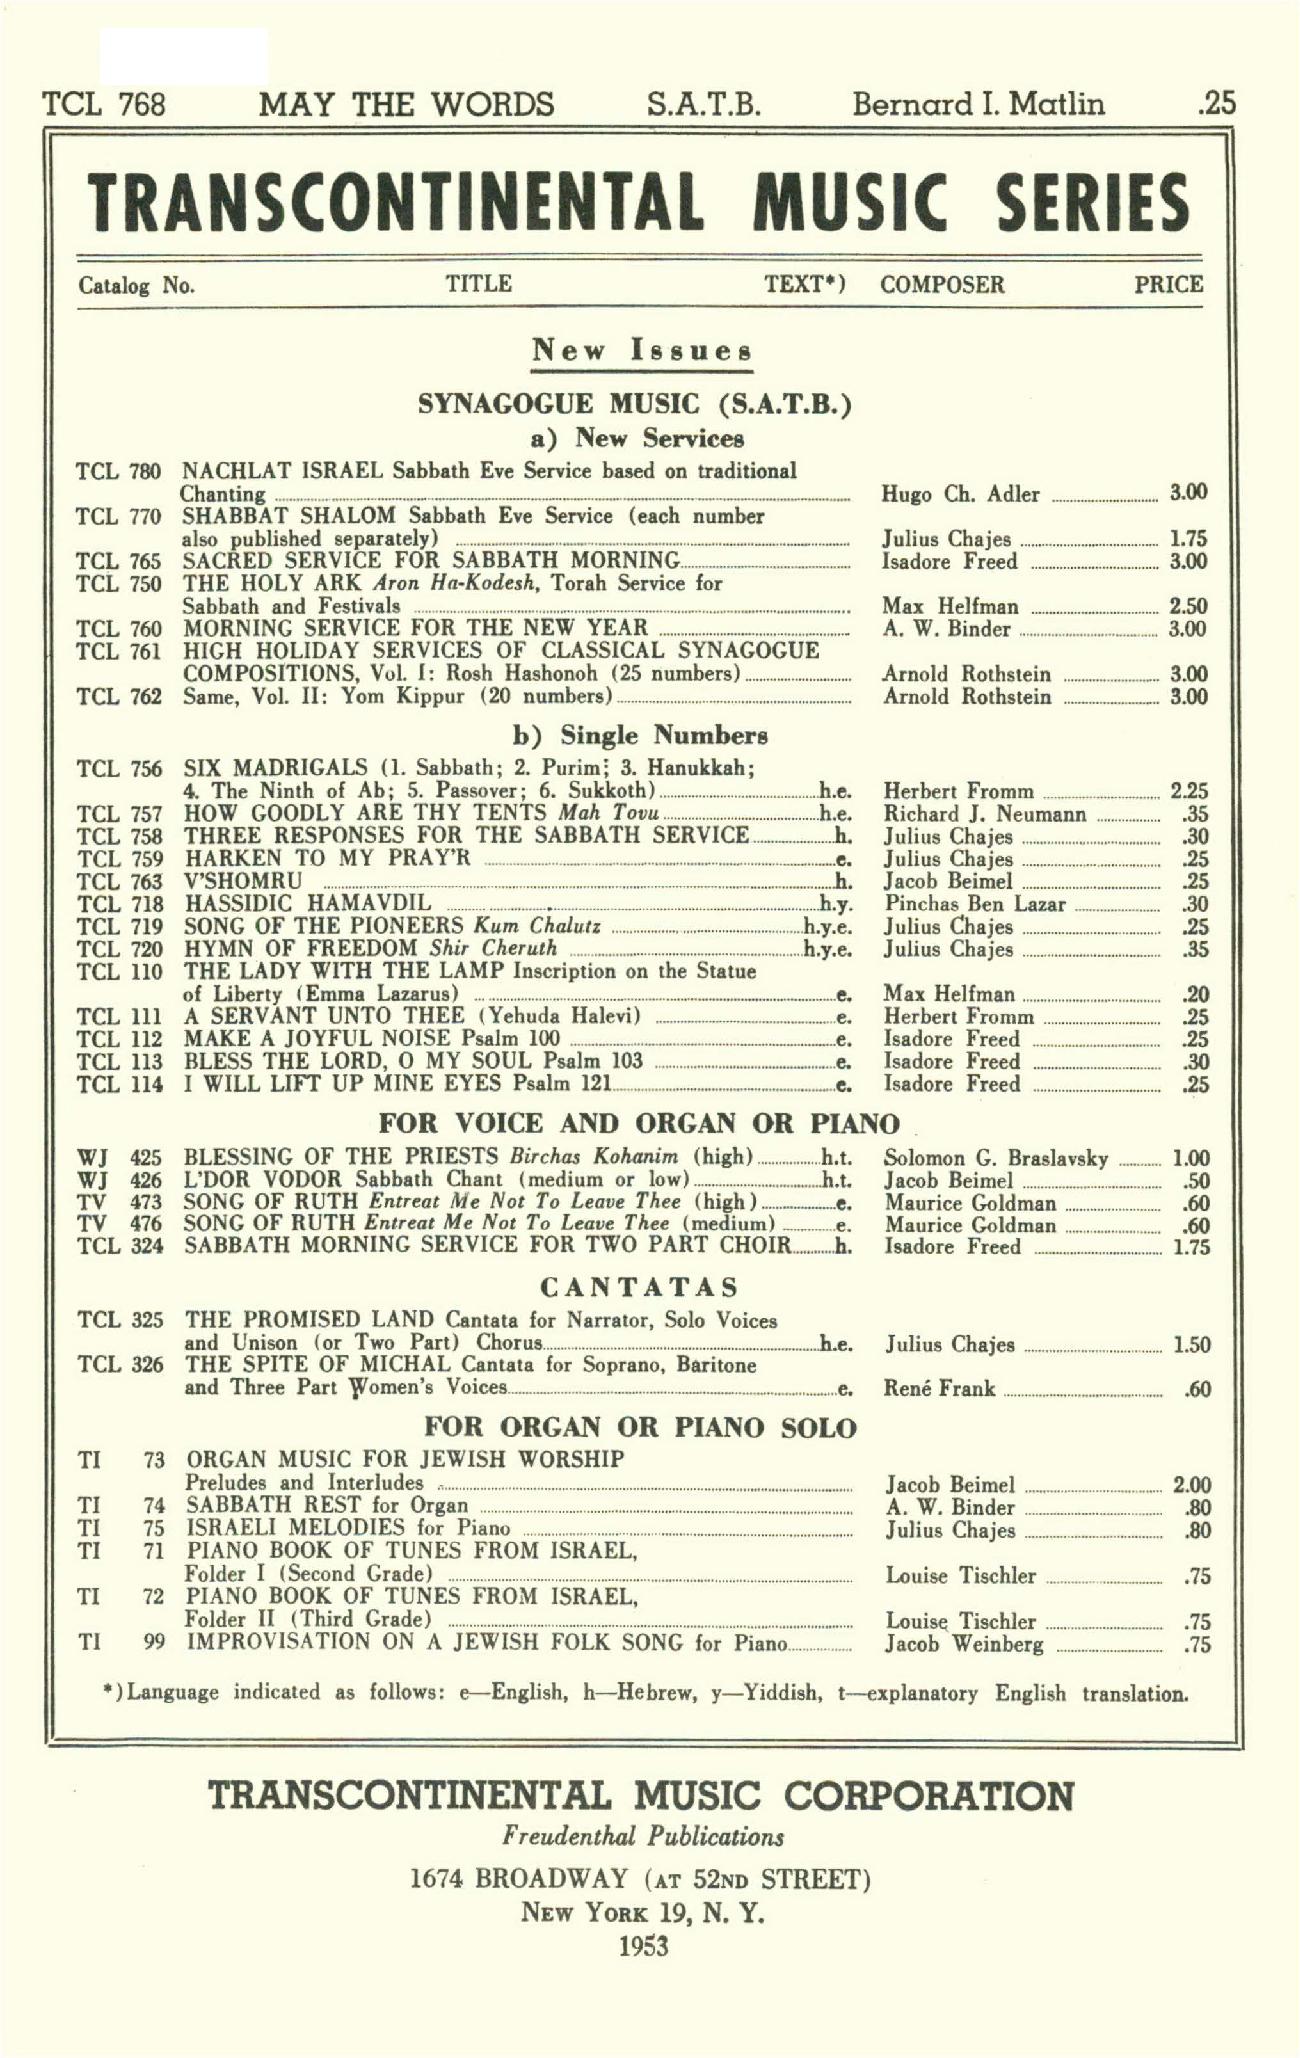 TCL 768 MAY THE WORDS S.A.T.B. Bernard I. Matlin .25
TRANSCONTINENTAL MUSIC SERIES
Catalog No. TITLE TEXT*) COMPOSER PRICE
New Issues
SYNAGOGUE MUSIC (S.A.T.B.)
a) New Services
TCL 780 NACHLAT ISRAEL Sabbath Eve Service based on traditional
Chanting Hugo Ch. Adler 3.00
TCL 770 SHABBAT SHALOM Sabbath Eve Service (each number
also published separately) Julius Chajes 1.75
TCL 765 SACRED SERVICE FOR SABBATH MORNING Isadore Freed 3.00
TCL 750 THE HOLY ARK Aron Ha-Kodesh, Torah Service for
Sabbath and Festivals Max Helfman 2.50
TCL 760 MORNING SERVICE FOR THE NEW YEAR A. W. Binder 3.00
TCL 761 HIGH HOLIDAY SERVICES OF CLASSICAL SYNAGOGUE
COMPOSITIONS, Vol. I: Rosh Hashonoh (25 numbers) Arnold Rothstein 3.00
TCL 762 Same, Vol. II: Yom Kippur (20 numbers) Arnold Rothstein 3.00
b) Single Numbers
TCL 756 SIX MADRIGALS (1. Sabbath; 2. Purim; 3. Hanukkah;
4. The Ninth of Ab; 5. Passover; 6. Sukkoth) h.e. Herbert Fromm 2.25
TCL 757 HOW GOODLY ARE THY TENTS Mah Tovu h.e. Richard J. Neumann .35
TCL 758 THREE RESPONSES FOR THE SABBATH SERVICE h. Julius Chajes .30
TCL 759 HARKEN TO MY PRAY'R e. Julius Chajes .25
TCL 763 V'SHOMRU h. Jacob Beimel .25
TCL 718 HASSIDIC HAMAVDIL h.y. Pinchas Ben Lazar .30
TCL 719 SONG OF THE PIONEERS Kum Chalutz h.y.e. Julius Chajes .25
TCL 720 HYMN OF FREEDOM Shir Cheruth h.y.e. Julius Chajes .35
TCL 110 THE LADY WITH THE LAMP Inscription on the Statue
of Liberty (Emma Lazarus) e. Max Helfman .20
TCL 111 A SERVANT UNTO THEE (Yehuda Halevi) e. Herbert Fromm .25
TCL 112 MAKE A JOYFUL NOISE Psalm 100 e. Isadore Freed .25
TCL 113 BLESS THE LORD, O MY SOUL Psalm 103 e. Isadore Freed .30
TCL 114 I WILL LIFT UP MINE EYES Psalm 121 e. Isadore Freed .25
FOR VOICE AND ORGAN OR PIANO
WJ 425 BLESSING OF THE PRIESTS Birchas Kohanim (high) h.t. Solomon G. Braslavsky 1.00
WJ 426 L'DOR VODOR Sabbath Chant (medium or low) h.t. Jacob Beimel .50
TV 473 SONG OF RUTH Entreat Me Not To Leave Thee (high) e. Maurice Goldman .60
TV 476 SONG OF RUTH Entreat Me Not To Leave Thee (medium) e. Maurice Goldman .60
TCL 324 SABBATH MORNING SERVICE FOR TWO PART CHOIR h. Isadore Freed 1.75
CANTATAS
TCL 325 THE PROMISED LAND Cantata for Narrator, Solo Voices
and Unison (or Two Part) Chorus h.e. Julius Chajes 1.50
TCL 326 THE SPITE OF MICHAL Cantata for Soprano, Baritone
and Three Part Women's Voices e. René Frank .60
FOR ORGAN OR PIANO SOLO
TI 73 ORGAN MUSIC FOR JEWISH WORSHIP
Preludes and Interludes Jacob Beimel 2.00
TI 74 SABBATH REST for Organ A. W. Binder .80
TI 75 ISRAELI MELODIES for Piano Julius Chajes .80
TI 71 PIANO BOOK OF TUNES FROM ISRAEL,
Folder I (Second Grade) Louise Tischler .75
TI 72 PIANO BOOK OF TUNES FROM ISRAEL,
Folder II (Third Grade) Louise Tischler .75
TI 99 IMPROVISATION ON A JEWISH FOLK SONG for Piano Jacob Weinberg .75
*) Language indicated as follows: e—English, h—Hebrew, y—Yiddish, t—explanatory English translation.
TRANSCONTINENTAL MUSIC CORPORATION
Freudenthal Publications
1674 BROADWAY (AT 52ND STREET)
NEW YORK 19, N. Y.
1953